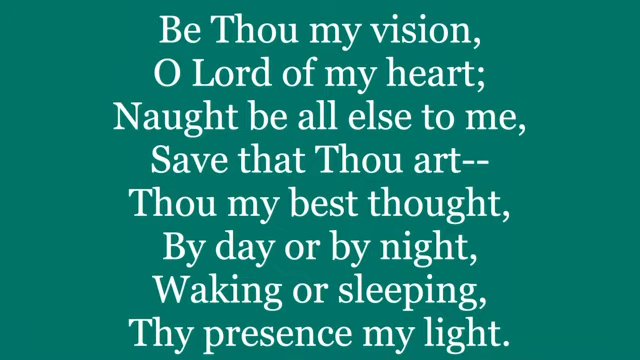 Be Thou my vision,
O Lord of my heart;
Naught be all else to me,
Save that Thou art--
Thou my best thought,
By day or by night,
Waking or sleeping,
Thy presence my light.